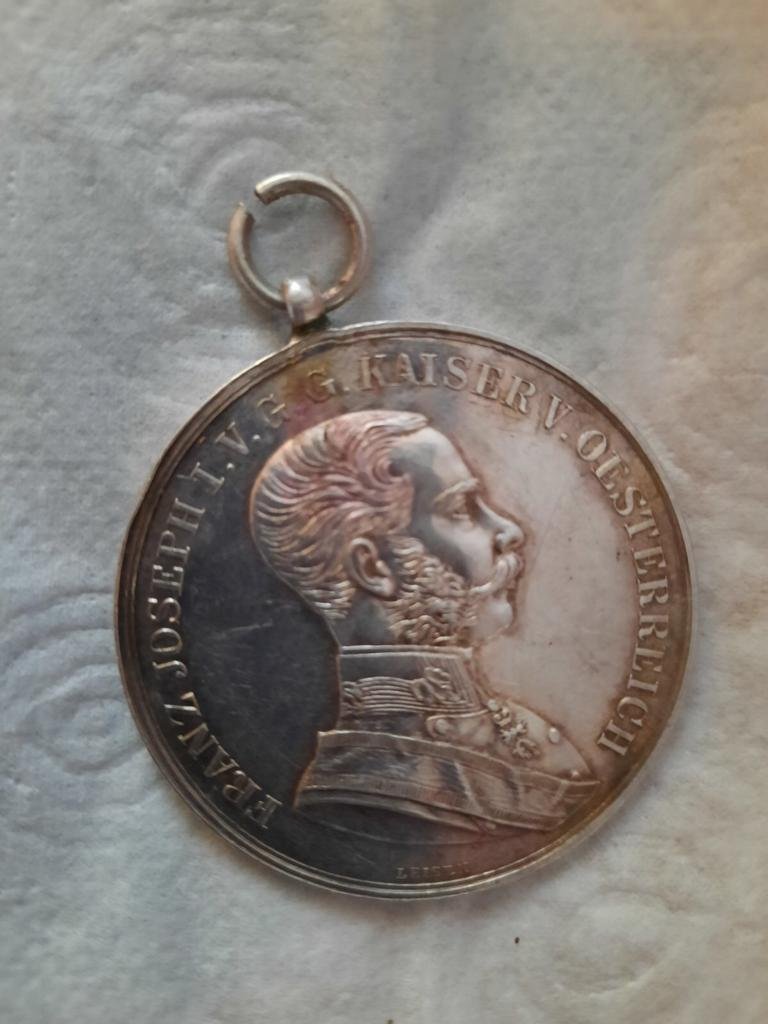 FRANZ JOSEPH I. V. G. G. KAISER V. OESTERREICH